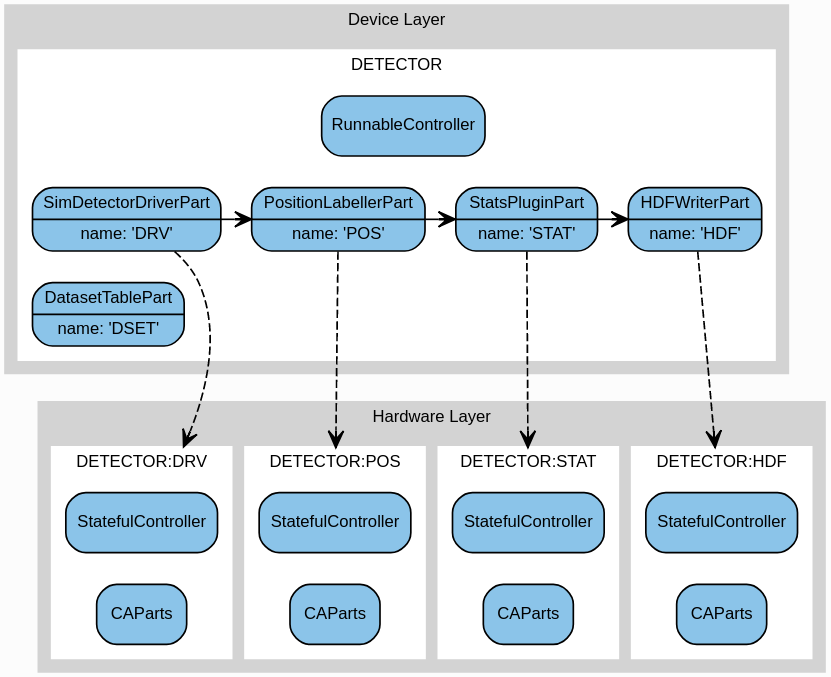 Device Layer
DETECTOR
RunnableController
SimDetectorDriverPart
name: 'DRV'
PositionLabellerPart
name: 'POS'
StatsPluginPart
name: 'STAT'
HDFWriterPart
name: 'HDF'
DatasetTablePart
name: 'DSET'
Hardware Layer
DETECTOR:DRV
StatefulController
CAParts
DETECTOR:POS
StatefulController
CAParts
DETECTOR:STAT
StatefulController
CAParts
DETECTOR:HDF
StatefulController
CAParts